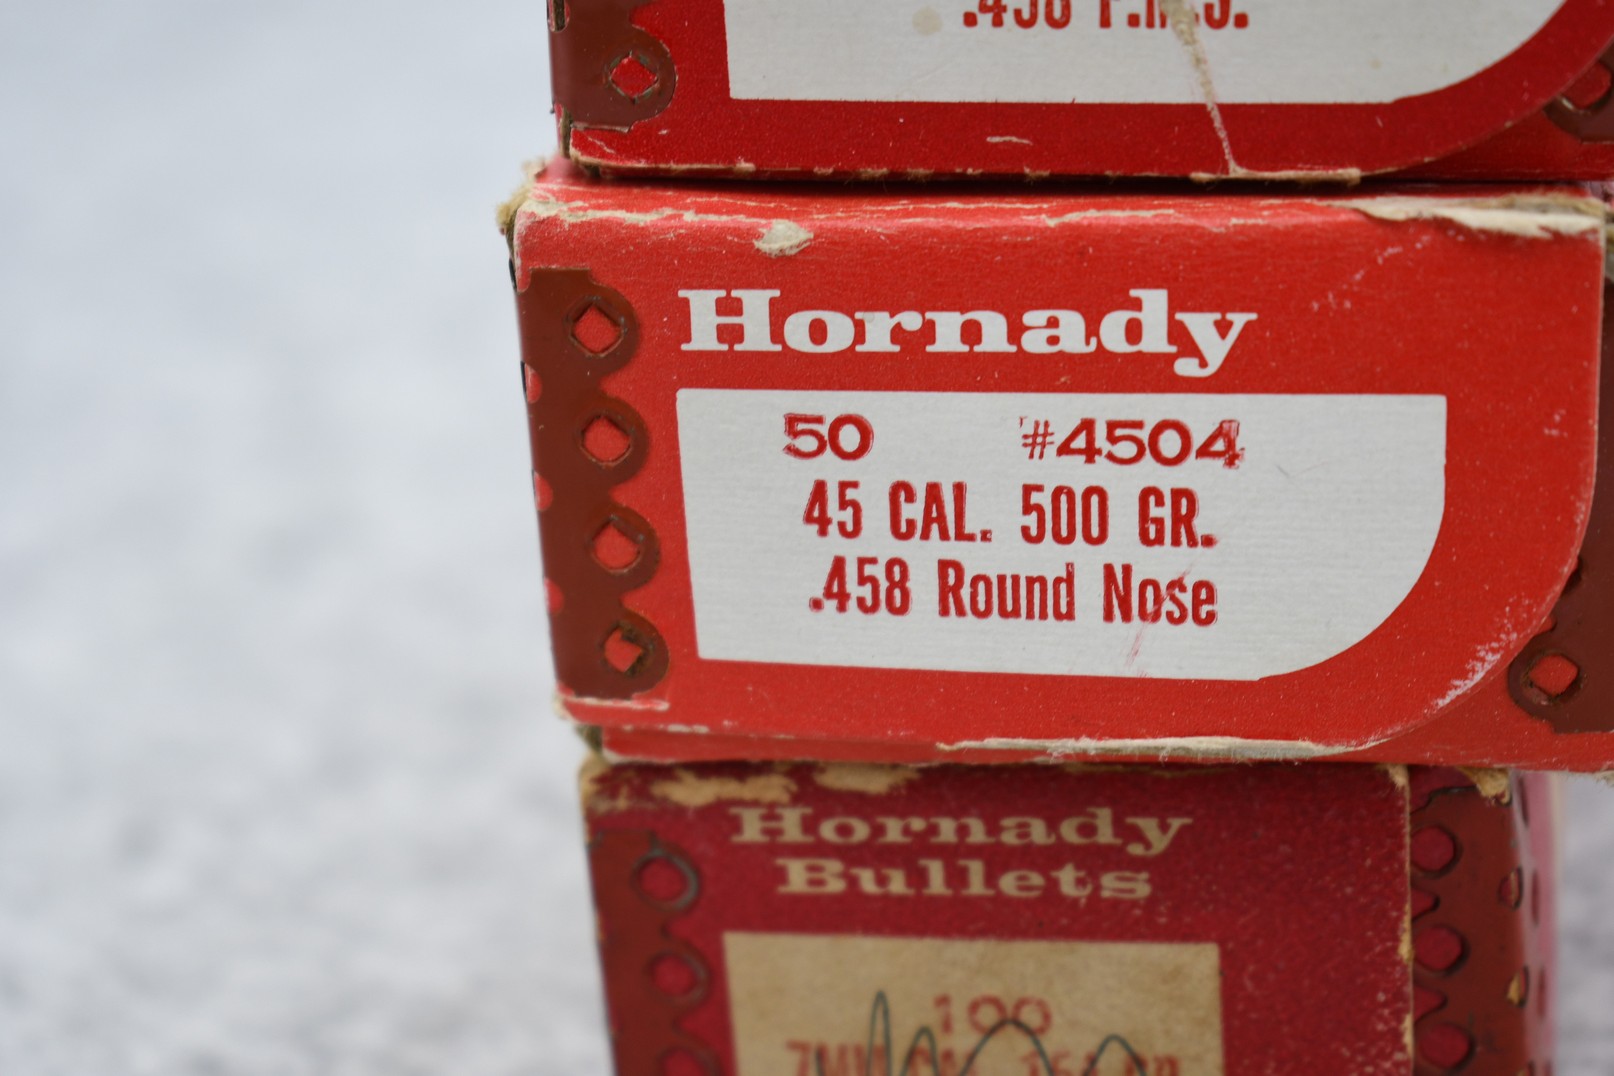 Hornady
50 #4504
45 CAL. 500 GR.
.458 Round Nose
Hornady
Bullets
100